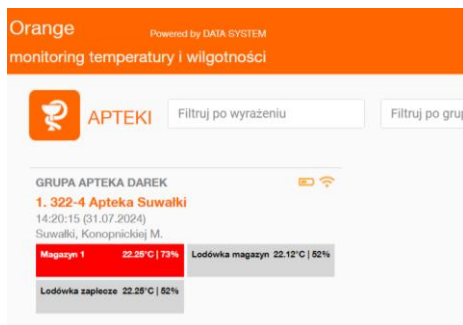 Orange
Powered by DATA SYSTEM
monitoring temperatury i wilgotności
APTEKI
Filtruj po wyrażeniu
Filtruj po grup
GRUPA APTEKA DAREK
1. 322-4 Apteka Suwałki
14:20:15 (31.07.2024)
Suwałki, Konopnickiej M.
Magazyn 1 22.25°C | 73% Lodówka magazyn 22.12°C | 52%
Lodówka zaplecze 22.25°C | 52%